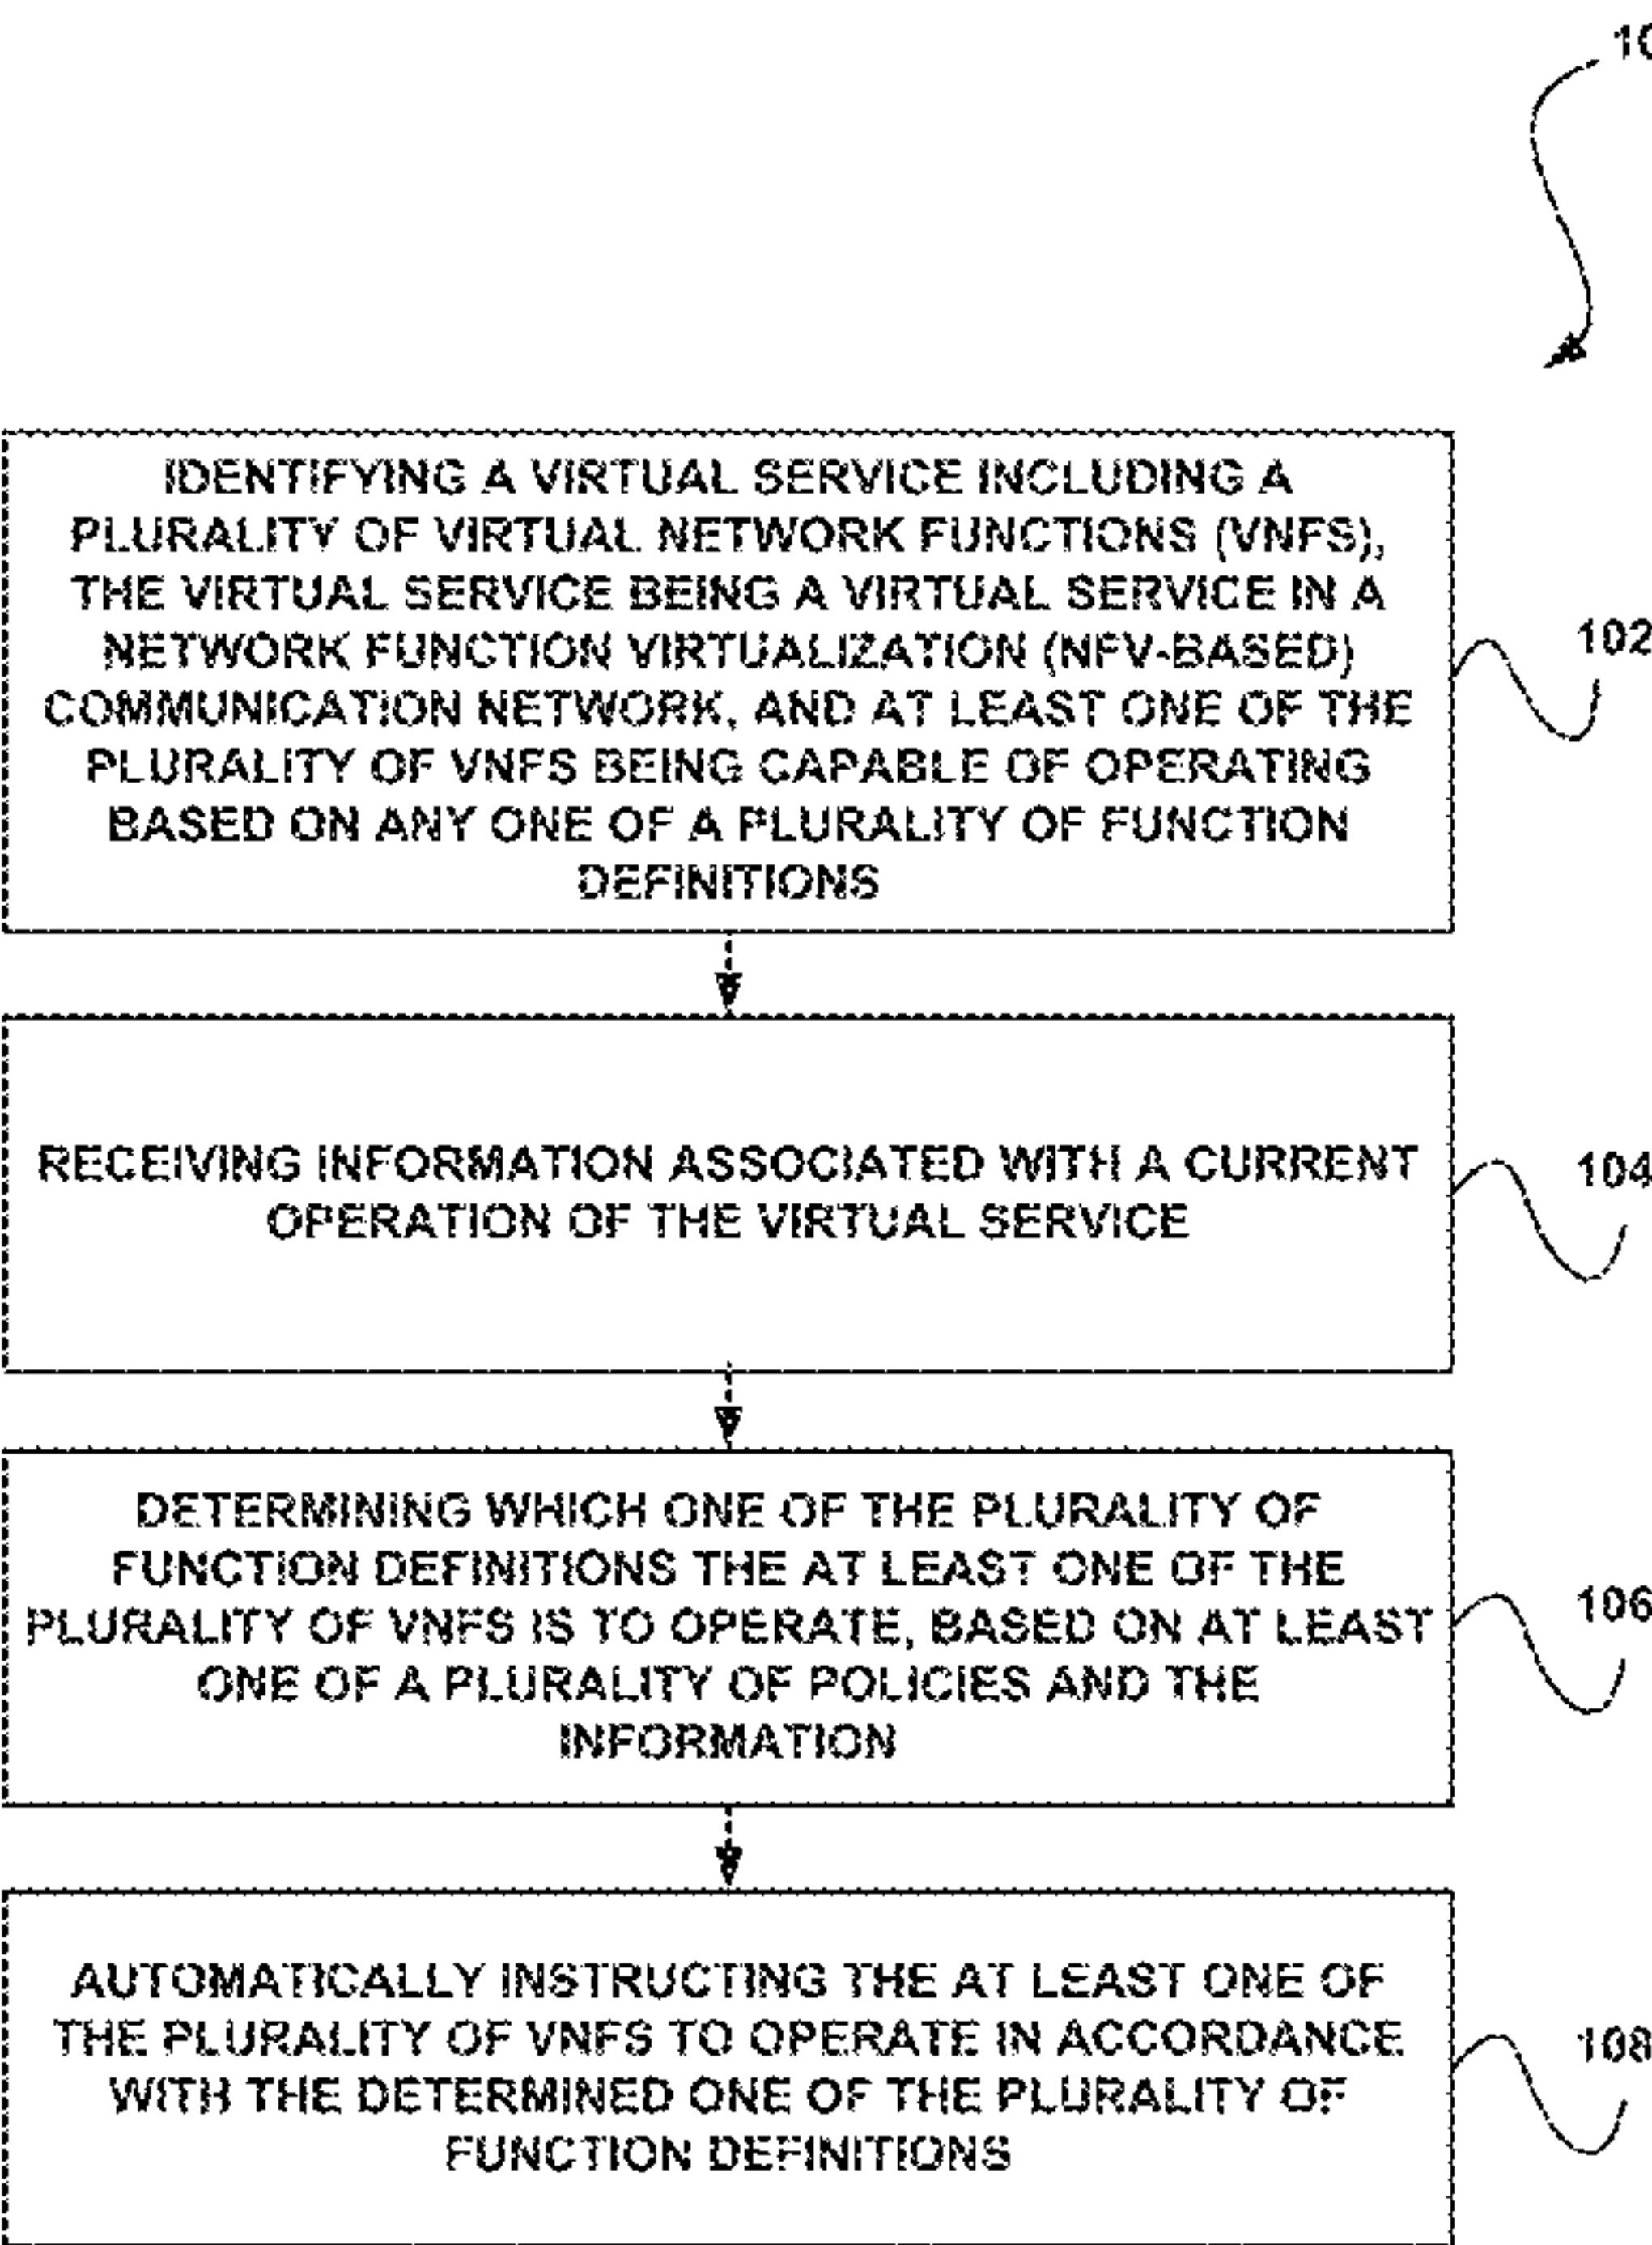 IDENTIFYING A VIRTUAL SERVICE INCLUDING A
PLURALITY OF VIRTUAL NETWORK FUNCTIONS (VNFS),
THE VIRTUAL SERVICE BEING A VIRTUAL SERVICE IN A
NETWORK FUNCTION VIRTUALIZATION (NFV-BASED)
COMMUNICATION NETWORK, AND AT LEAST ONE OF THE
PLURALITY OF VNFS BEING CAPABLE OF OPERATING
BASED ON ANY ONE OF A PLURALITY OF FUNCTION
DEFINITIONS
102
RECEIVING INFORMATION ASSOCIATED WITH A CURRENT
OPERATION OF THE VIRTUAL SERVICE
104
DETERMINING WHICH ONE OF THE PLURALITY OF
FUNCTION DEFINITIONS THE AT LEAST ONE OF THE
PLURALITY OF VNFS IS TO OPERATE, BASED ON AT LEAST
ONE OF A PLURALITY OF POLICIES AND THE
INFORMATION
106
AUTOMATICALLY INSTRUCTING THE AT LEAST ONE OF
THE PLURALITY OF VNFS TO OPERATE IN ACCORDANCE
WITH THE DETERMINED ONE OF THE PLURALITY OF
FUNCTION DEFINITIONS
108